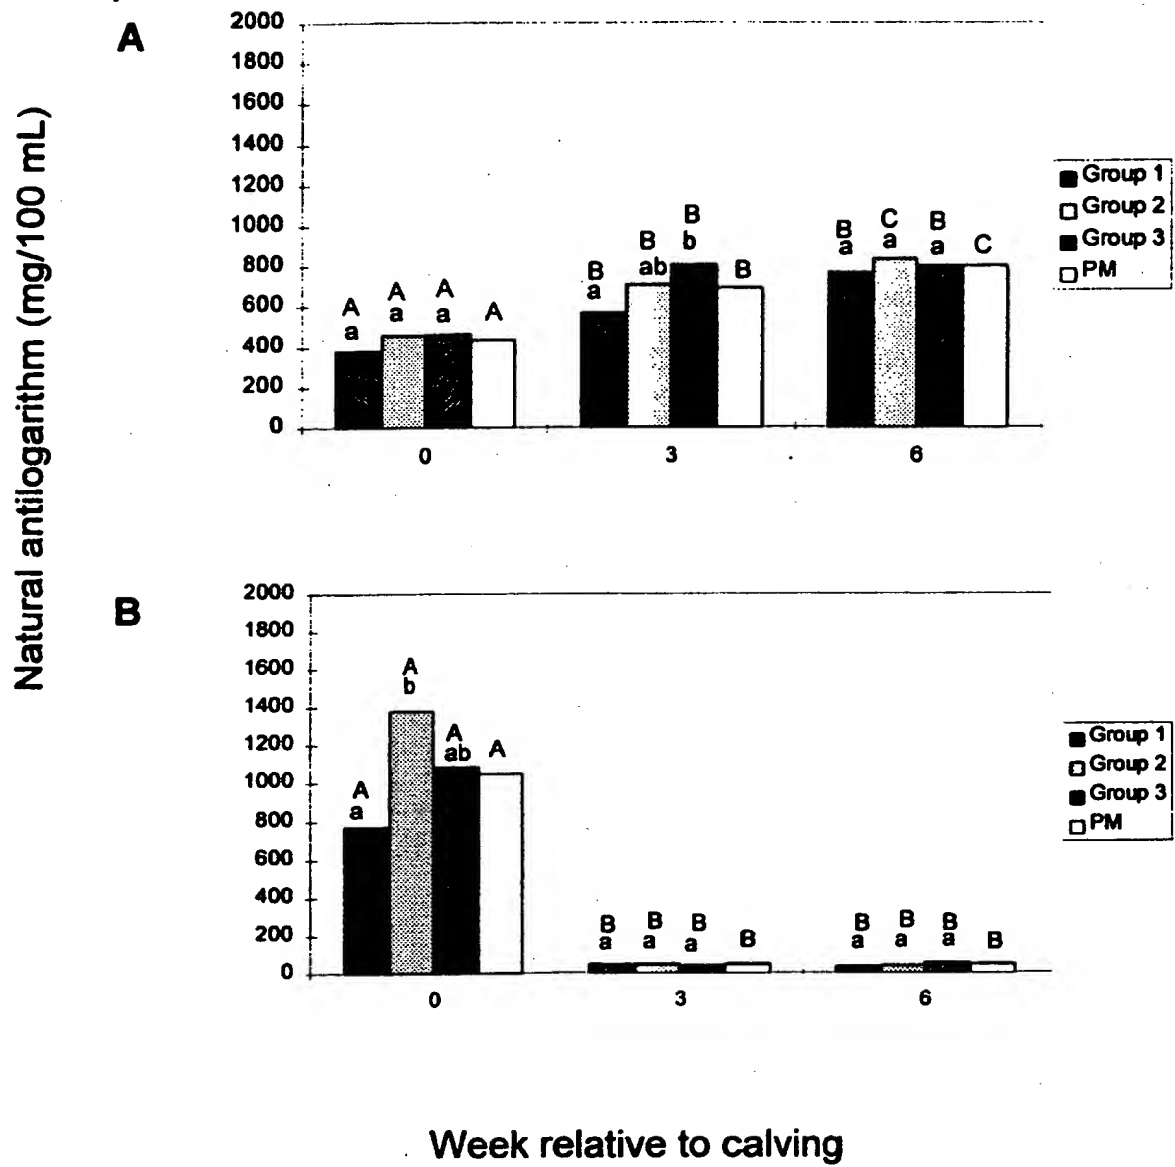 A
Natural antilogarithm (mg/100 mL)
2000
1800
1600
1400
1200
1000
800
600
400
200
0
A
a
A
a
A
a
A
B
a
B
ab
B
b
B
B
a
C
a
B
a
C
0
3
6
Group 1
Group 2
Group 3
PM
B
2000
1800
1600
1400
1200
1000
800
600
400
200
0
A
a
A
b
A
ab
A
B
a
B
a
B
a
B
B
a
B
a
B
a
B
0
3
6
Group 1
Group 2
Group 3
PM
Week relative to calving